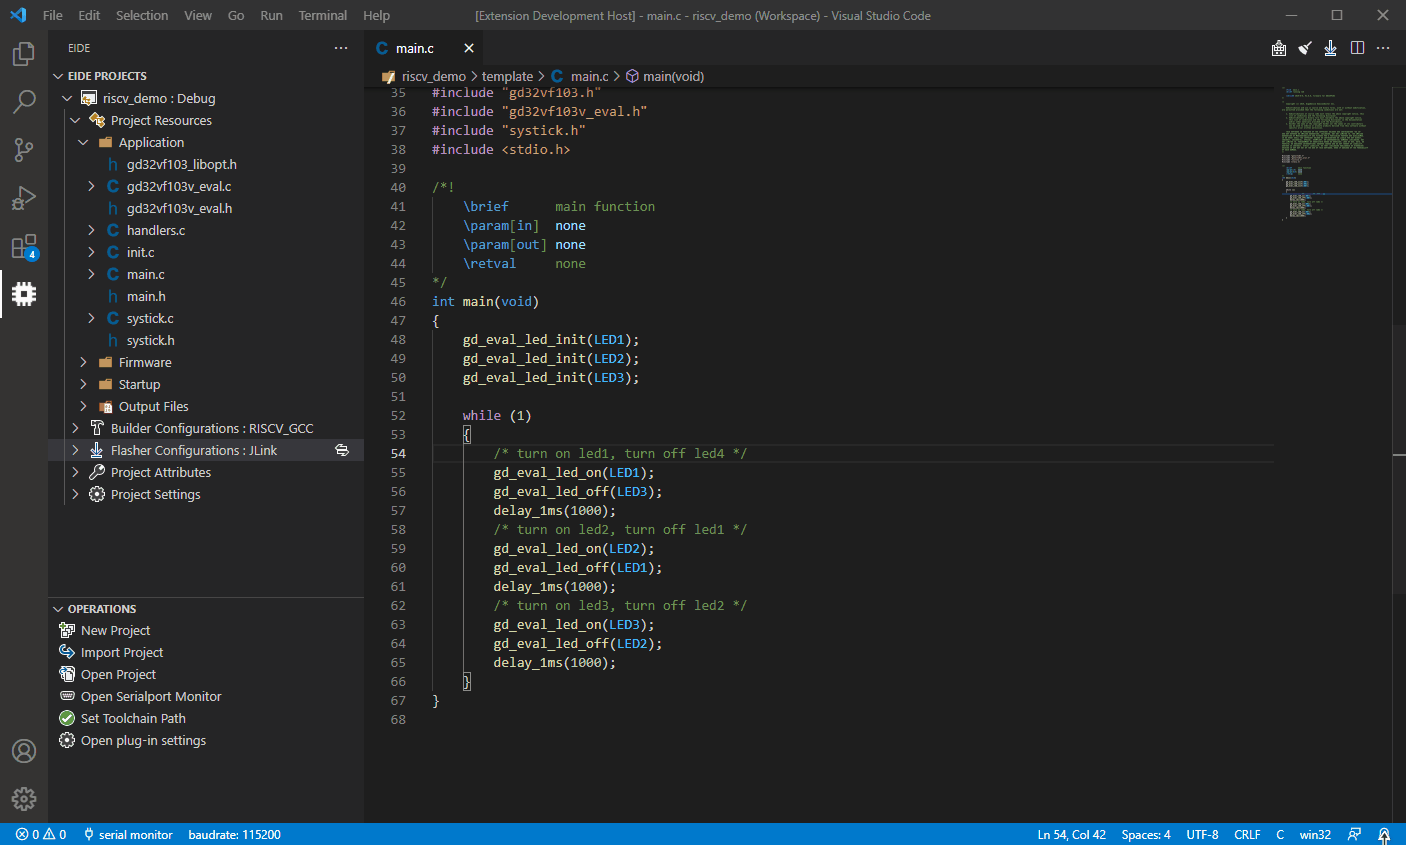 File Edit Selection View Go Run Terminal Help [Extension Development Host] - main.c - riscv_demo (Workspace) - Visual Studio Code
EIDE
EIDE PROJECTS
riscv_demo : Debug
Project Resources
Application
h gd32vf103_libopt.h
C gd32vf103v_eval.c
h gd32vf103v_eval.h
C handlers.c
C init.c
C main.c
h main.h
C systick.c
h systick.h
Firmware
Startup
Output Files
Builder Configurations : RISCV_GCC
Flasher Configurations : JLink
Project Attributes
Project Settings
4
OPERATIONS
New Project
Import Project
Open Project
Open Serialport Monitor
Set Toolchain Path
Open plug-in settings
C main.c
riscv_demo > template > C main.c > main(void)
35 #include "gd32vf103.h"
36 #include "gd32vf103v_eval.h"
37 #include "systick.h"
38 #include <stdio.h>
39
40 /*!
41 \brief main function
42 \param[in] none
43 \param[out] none
44 \retval none
45 */
46 int main(void)
47 {
48 gd_eval_led_init(LED1);
49 gd_eval_led_init(LED2);
50 gd_eval_led_init(LED3);
51
52 while (1)
53 {
54 /* turn on led1, turn off led4 */
55 gd_eval_led_on(LED1);
56 gd_eval_led_off(LED3);
57 delay_1ms(1000);
58 /* turn on led2, turn off led1 */
59 gd_eval_led_on(LED2);
60 gd_eval_led_off(LED1);
61 delay_1ms(1000);
62 /* turn on led3, turn off led2 */
63 gd_eval_led_on(LED3);
64 gd_eval_led_off(LED2);
65 delay_1ms(1000);
66 }
67 }
68
0 0 serial monitor baudrate: 115200 Ln 54, Col 42 Spaces: 4 UTF-8 CRLF C win32